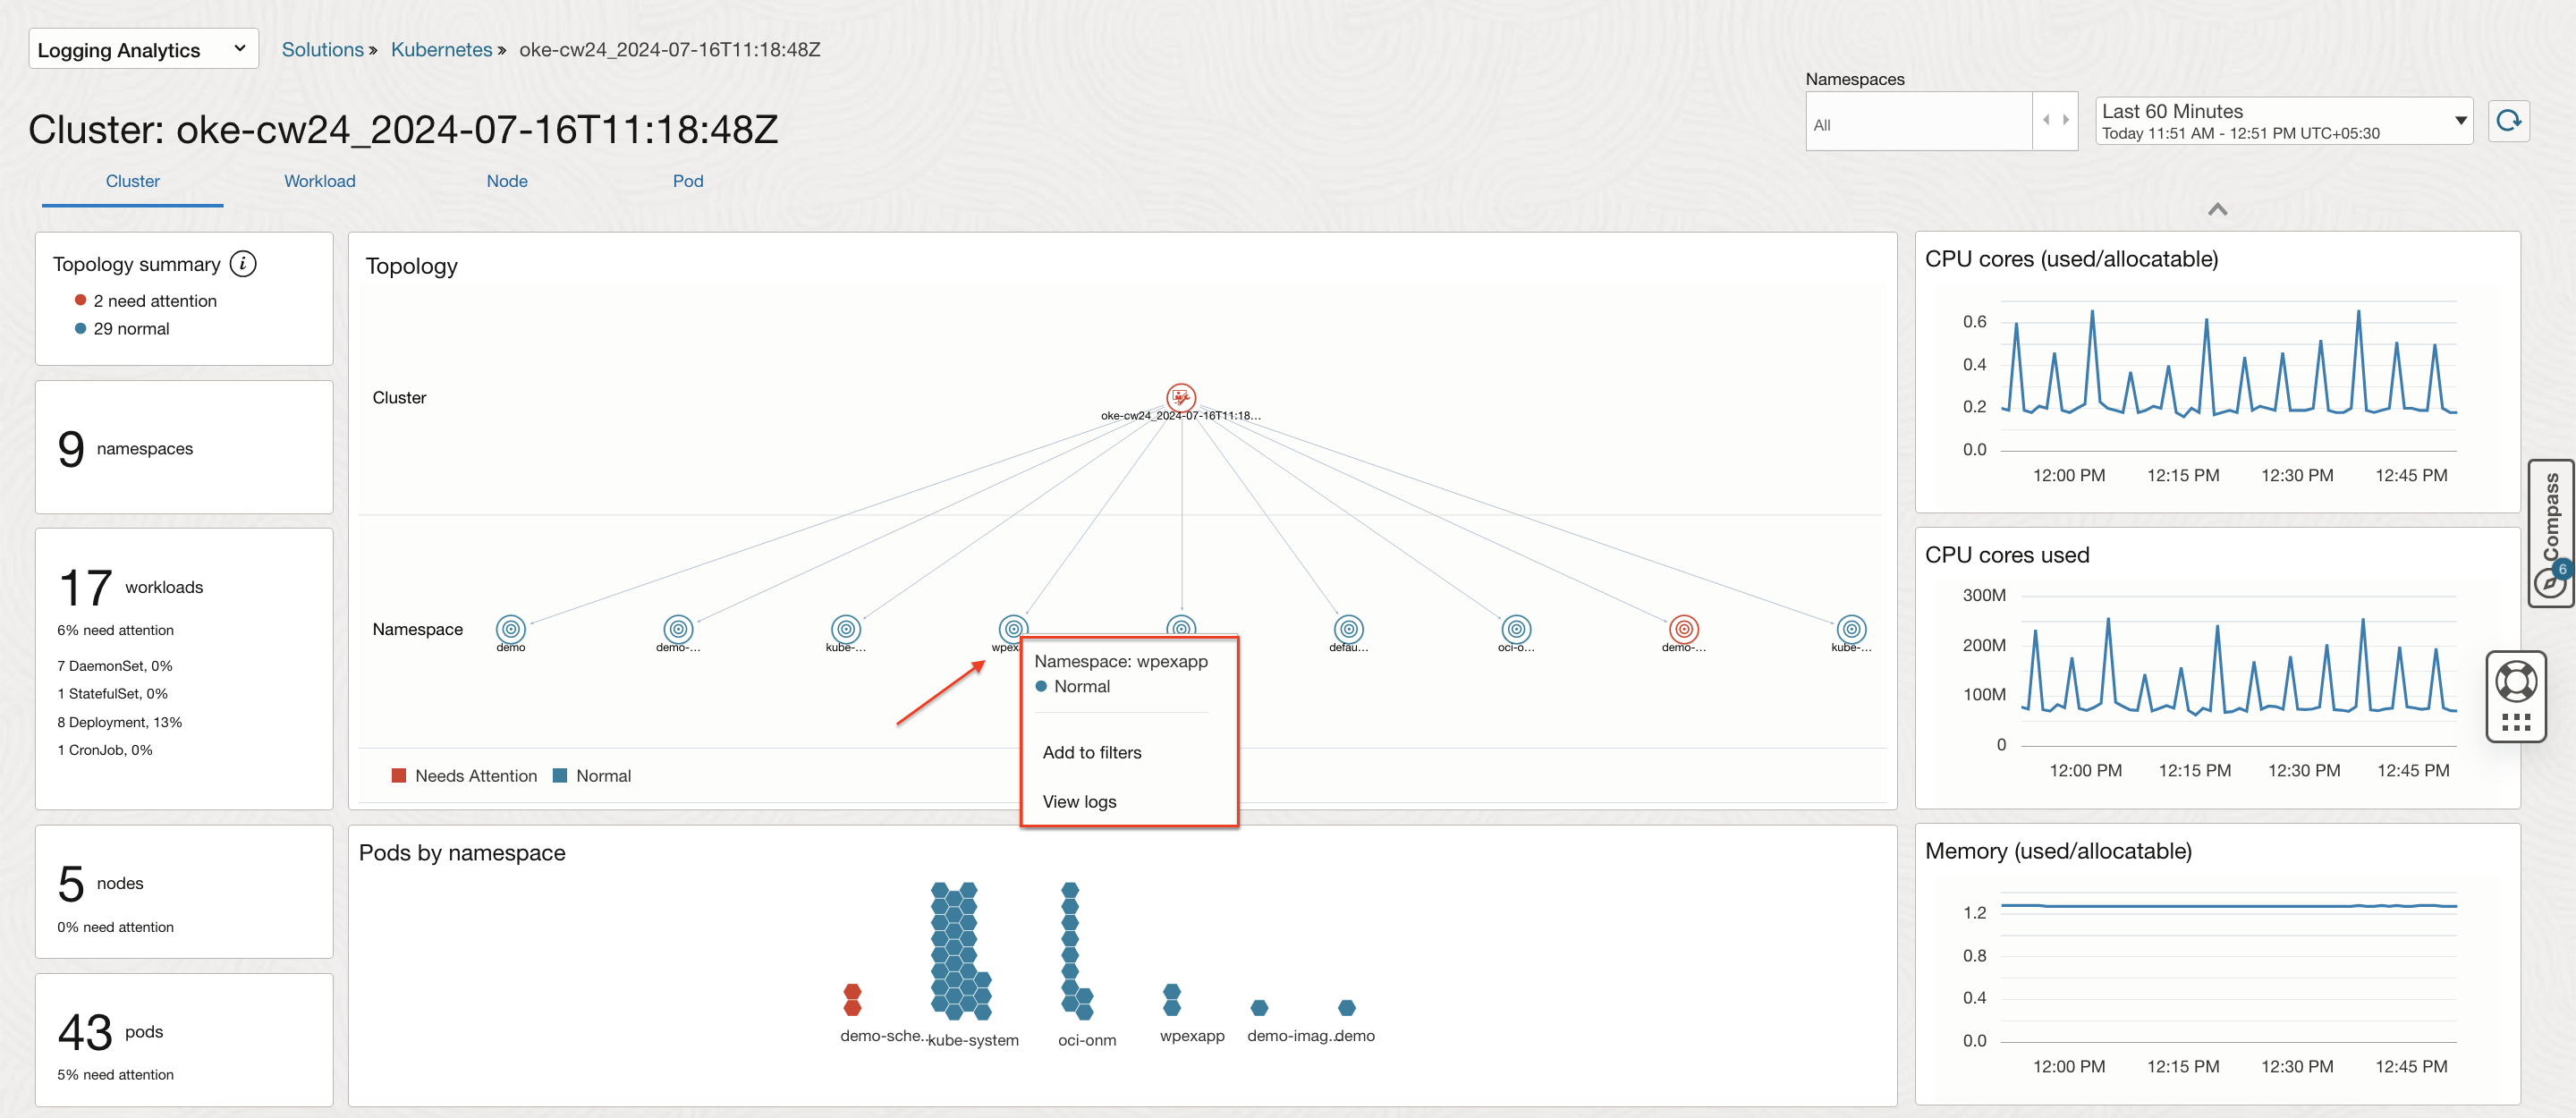 Logging Analytics
Solutions » Kubernetes » oke-cw24_2024-07-16T11:18:48Z
Namespaces
All
Last 60 Minutes
Today 11:51 AM - 12:51 PM UTC+05:30
Cluster: oke-cw24_2024-07-16T11:18:48Z
Cluster
Workload
Node
Pod
Topology summary i
2 need attention
29 normal
9 namespaces
17 workloads
6% need attention
7 DaemonSet, 0%
1 StatefulSet, 0%
8 Deployment, 13%
1 CronJob, 0%
5 nodes
0% need attention
43 pods
5% need attention
Topology
Cluster
oke-cw24_2024-07-16T11:18...
Namespace
demo
demo-...
kube-...
wpex
defau...
oci-o...
demo-...
kube-...
Namespace: wpexapp
Normal
Add to filters
View logs
Needs Attention
Normal
Pods by namespace
demo-sche...
kube-system
oci-onm
wpexapp
demo-imag...
demo
CPU cores (used/allocatable)
0.6
0.4
0.2
0.0
12:00 PM
12:15 PM
12:30 PM
12:45 PM
CPU cores used
300M
200M
100M
0
12:00 PM
12:15 PM
12:30 PM
12:45 PM
Memory (used/allocatable)
1.2
0.8
0.4
0.0
12:00 PM
12:15 PM
12:30 PM
12:45 PM
Compass
6